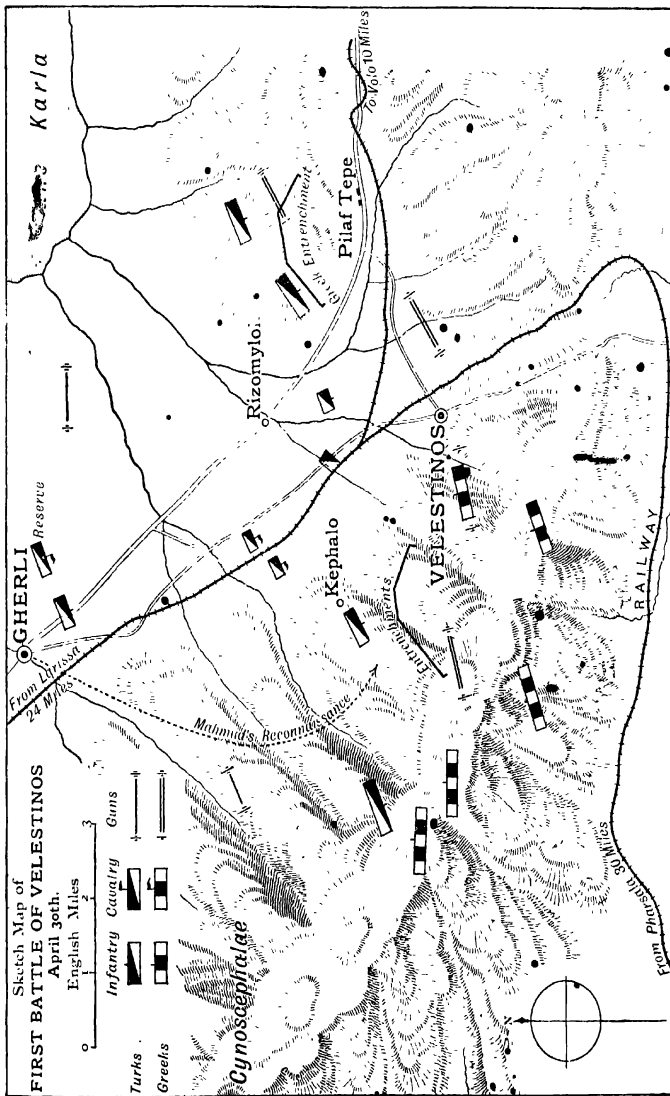 Sketch Map of
FIRST BATTLE OF VELESTINOS
April 30th.
English Miles
0 1 2 3
Infantry Cavalry Guns
Turks .
Greeks
Cynoscephalae
From Larissa
24 Miles
GHERLI
Reserve
Karla
Mahmud's Reconnaissance
Kephalo
Rizomyloi
Greek Entrenchment
Pilaf Tepe
To Volo 10 Miles
Entrenchments
VELESTINOS
RAILWAY
From Pharsala 30 Miles
N